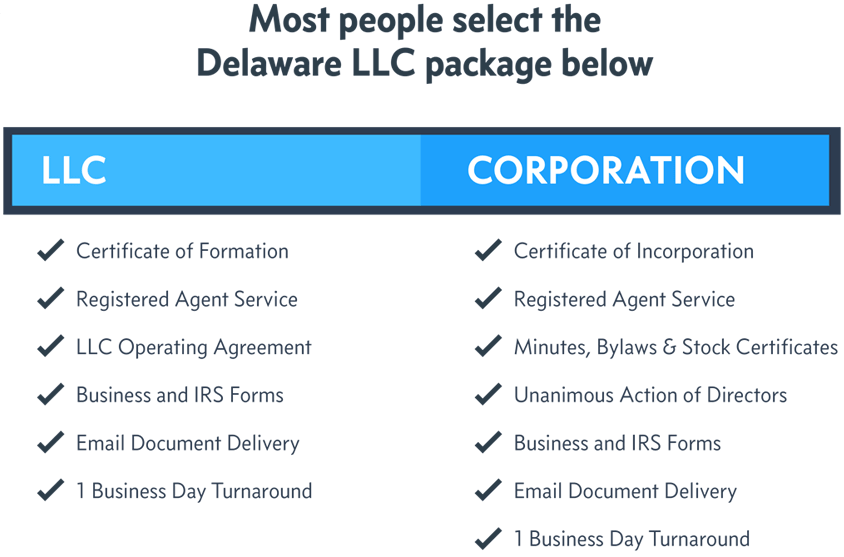 Most people select the
Delaware LLC package below
LLC
CORPORATION
Certificate of Formation
Registered Agent Service
LLC Operating Agreement
Business and IRS Forms
Email Document Delivery
1 Business Day Turnaround
Certificate of Incorporation
Registered Agent Service
Minutes, Bylaws & Stock Certificates
Unanimous Action of Directors
Business and IRS Forms
Email Document Delivery
1 Business Day Turnaround